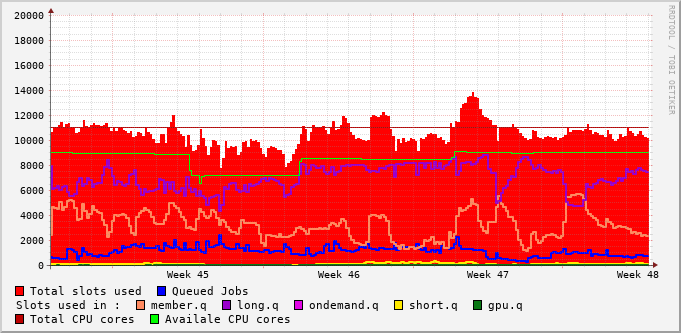 20000
18000
16000
14000
12000
10000
8000
6000
4000
2000
0
Week 45 Week 46 Week 47 Week 48
RRDTOOL / TOBI OETIKER
Total slots used Queued Jobs
Slots used in : member.q long.q ondemand.q short.q gpu.q
Total CPU cores Availale CPU cores